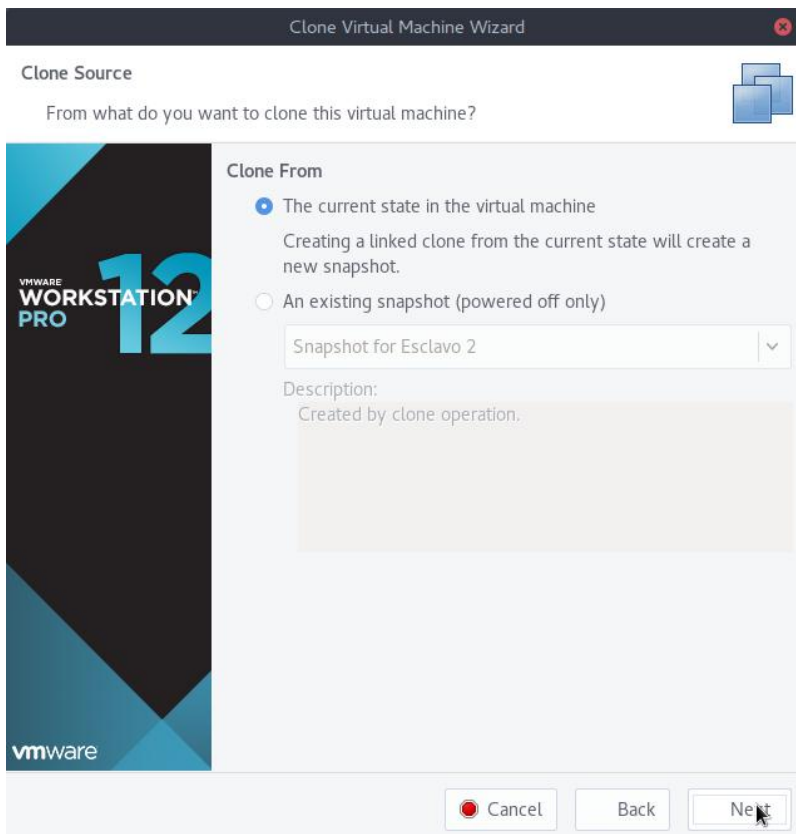 Clone Virtual Machine Wizard
Clone Source
From what do you want to clone this virtual machine?
VMWARE
WORKSTATION™
PRO 12
vmware
Clone From
The current state in the virtual machine
Creating a linked clone from the current state will create a
new snapshot.
An existing snapshot (powered off only)
Snapshot for Esclavo 2
Description:
Created by clone operation.
Cancel
Back
Next